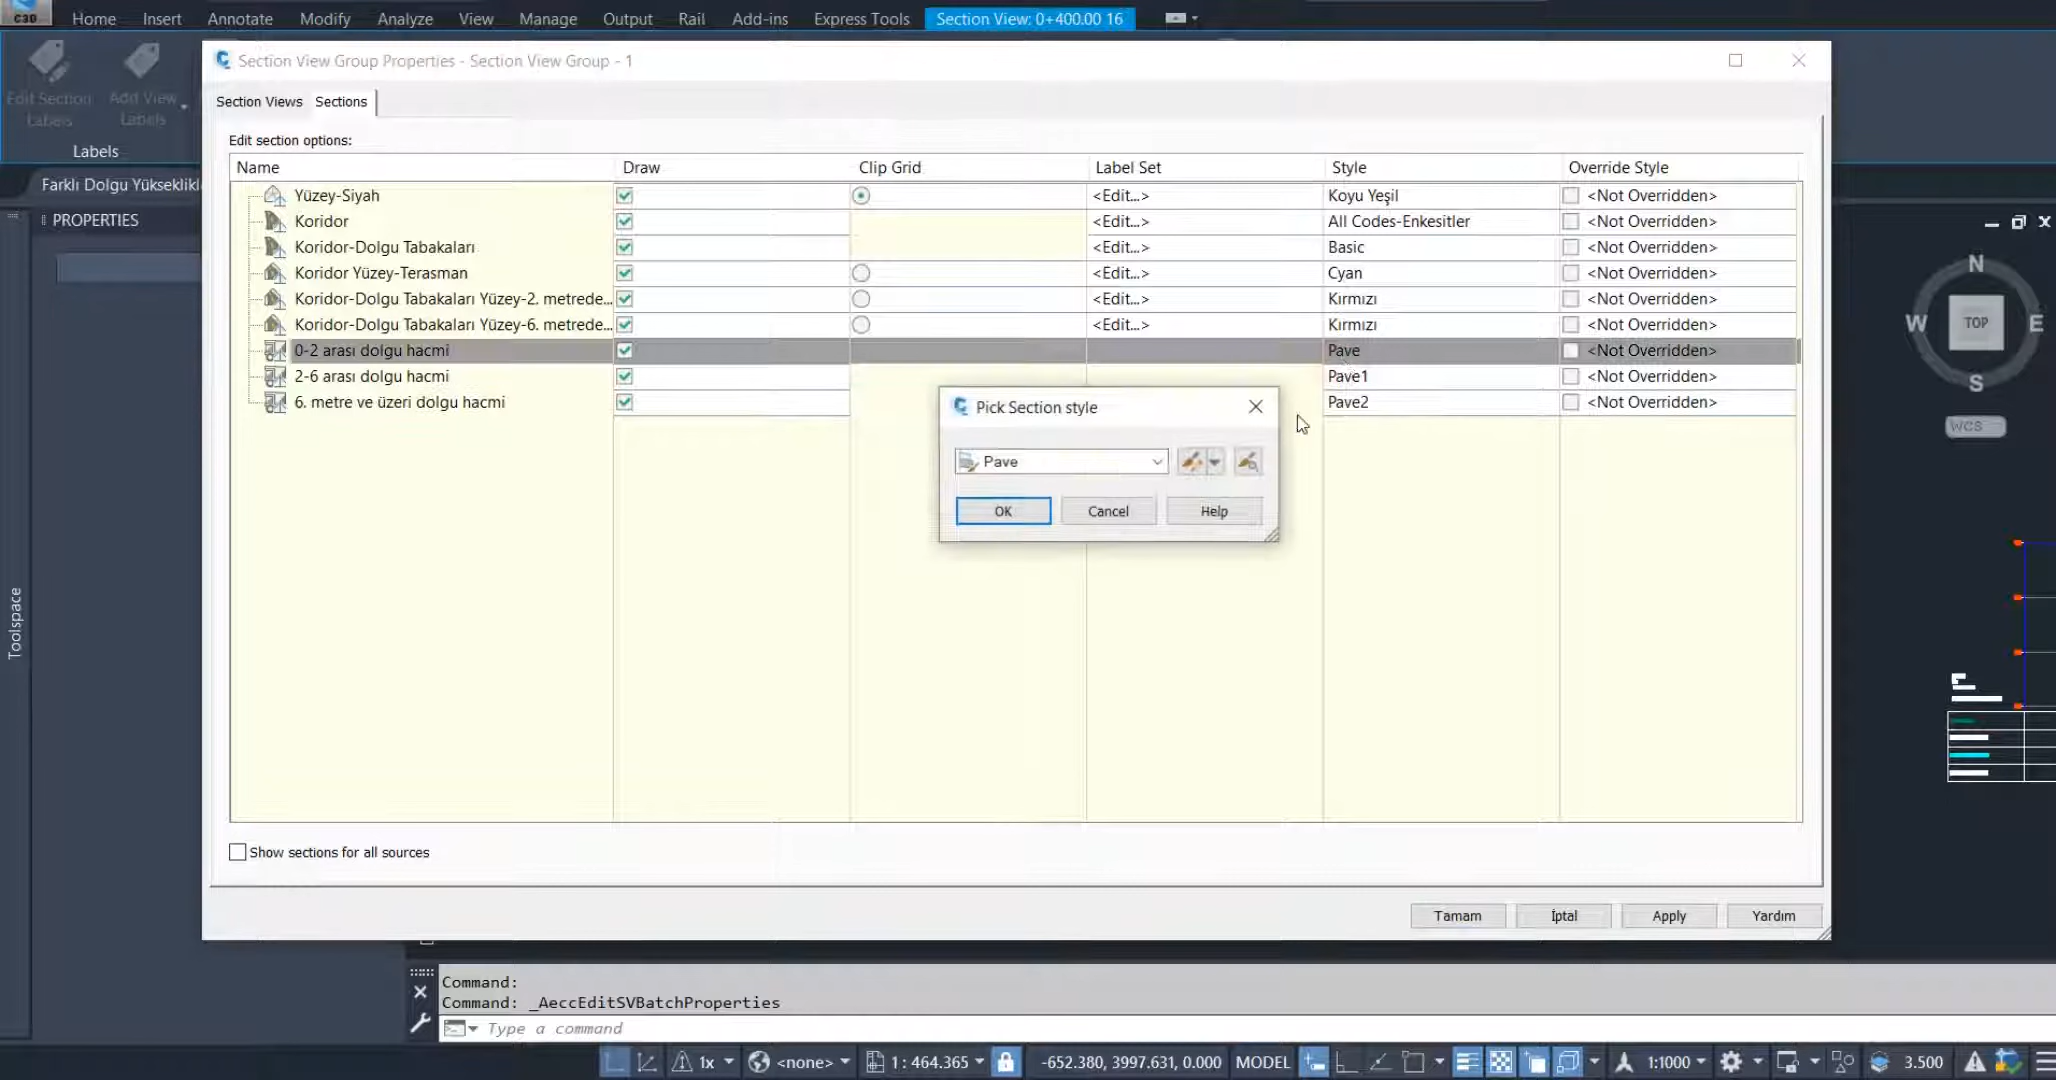 C3D
Home Insert Annotate Modify Analyze View Manage Output Rail Add-ins Express Tools Section View: 0+400.00 16
Edit Section Labels
Add View Labels
Labels
Section View Group Properties - Section View Group - 1
Section Views Sections
Edit section options:
Name Draw Clip Grid Label Set Style Override Style
Yüzey-Siyah <Edit...> Koyu Yeşil <Not Overridden>
Koridor <Edit...> All Codes-Enkesitler <Not Overridden>
Koridor-Dolgu Tabakaları <Edit...> Basic <Not Overridden>
Koridor Yüzey-Terasman <Edit...> Cyan <Not Overridden>
Koridor-Dolgu Tabakaları Yüzey-2. metrede... <Edit...> Kırmızı <Not Overridden>
Koridor-Dolgu Tabakaları Yüzey-6. metrede... <Edit...> Kırmızı <Not Overridden>
0-2 arası dolgu hacmi Pave <Not Overridden>
2-6 arası dolgu hacmi Pave1 <Not Overridden>
6. metre ve üzeri dolgu hacmi Pave2 <Not Overridden>
Pick Section style
Pave
OK Cancel Help
Show sections for all sources
Tamam İptal Apply Yardım
Farklı Dolgu Yükseklikl
PROPERTIES
Toolspace
N
W TOP E
S
WCS
Command:
Command: _AeccEditSVBatchProperties
Type a command
1x <none> 1 : 464.365 -652.380, 3997.631, 0.000 MODEL 1:1000 3.500